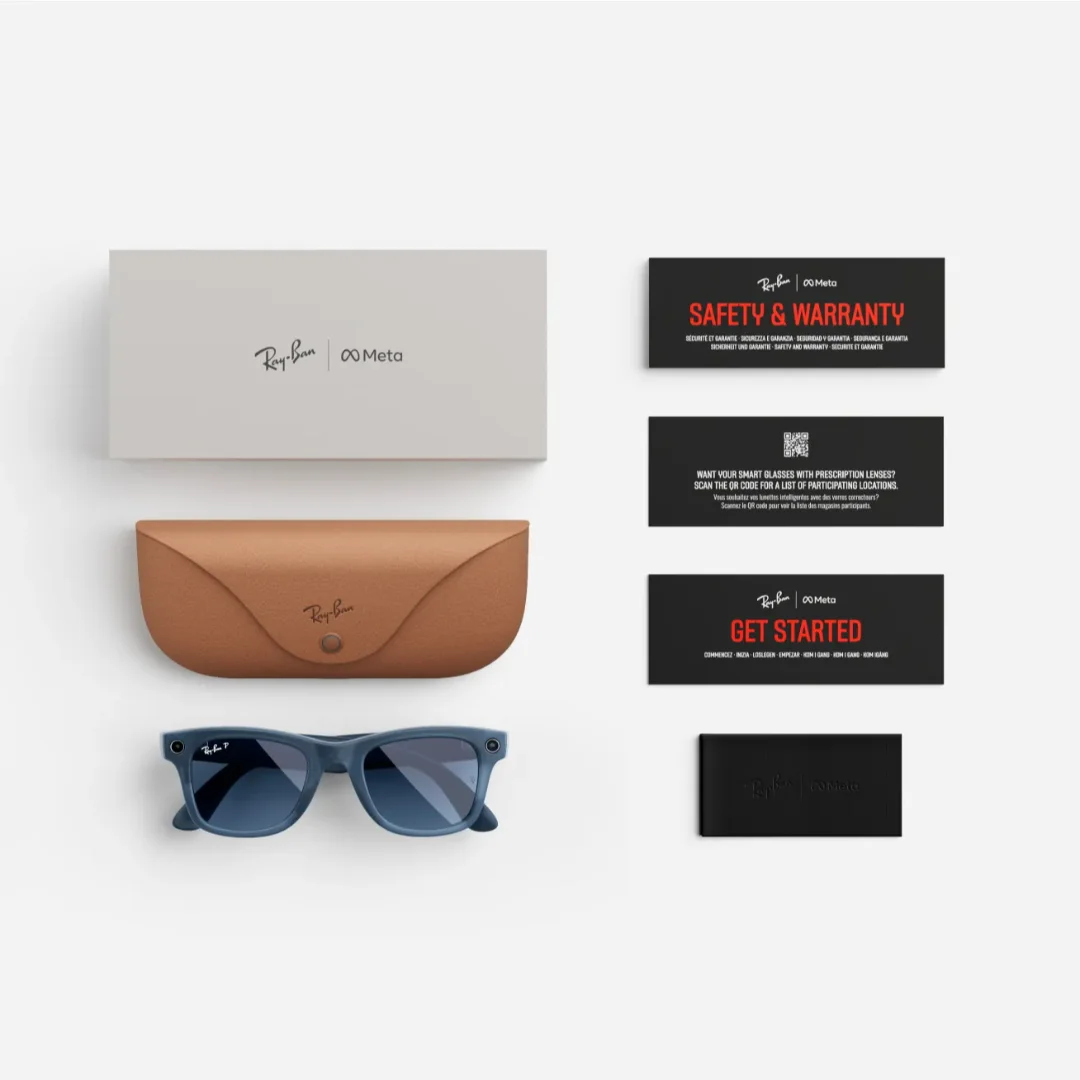 Ray-Ban | Meta
Ray-Ban
Ray-Ban P
Ray-Ban | Meta
SAFETY & WARRANTY
SÉCURITÉ ET GARANTIE · SICUREZZA E GARANZIA · SEGURIDAD Y GARANTIA · SEGURANÇA E GARANTIA
SICHERHEIT UND GARANTIE · SAFETY AND WARRANTY · SECURITE ET GARANTIE
WANT YOUR SMART GLASSES WITH PRESCRIPTION LENSES?
SCAN THE QR CODE FOR A LIST OF PARTICIPATING LOCATIONS.
Vous souhaitez vos lunettes intelligentes avec des verres correcteurs?
Scannez le QR code pour voir la liste des magasins participants.
Ray-Ban | Meta
GET STARTED
COMMENCEZ · INIZIA · LOSLEGEN · EMPEZAR · KOM I GANG · KOM I GANG · KOM IGÅNG
Ray-Ban | Meta